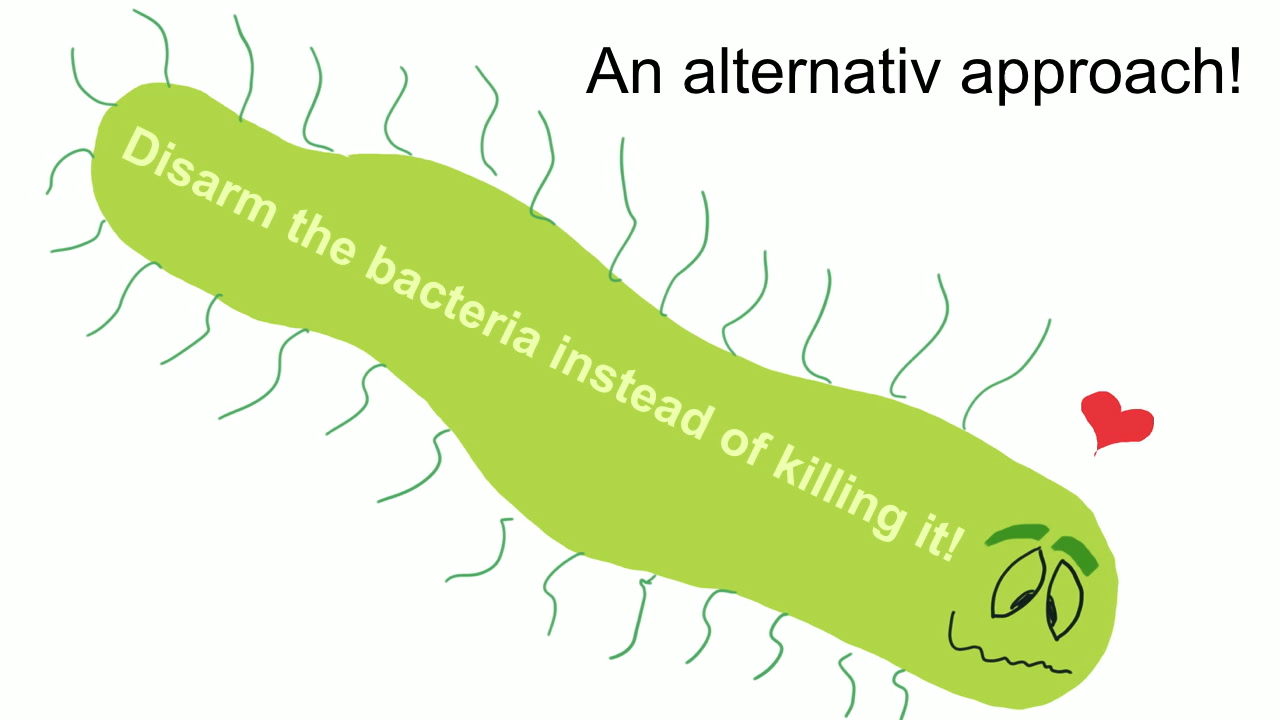 An alternativ approach!
Disarm the bacteria instead of killing it!